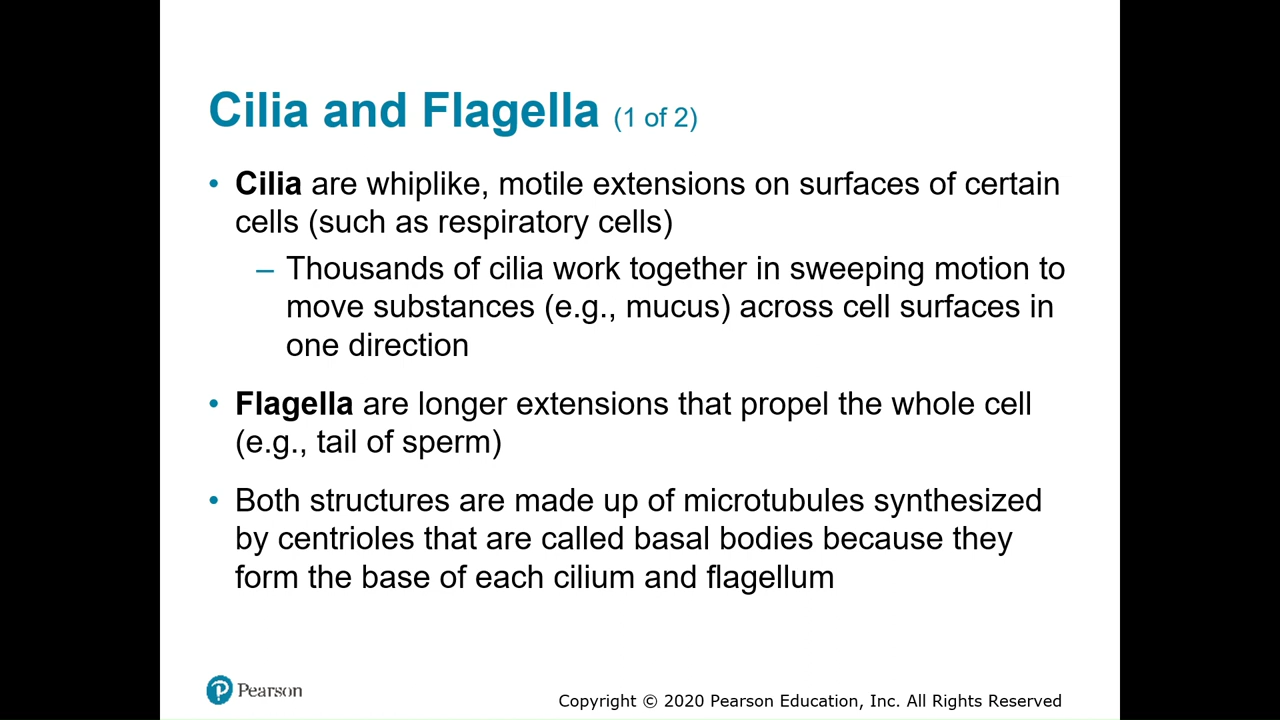 Cilia and Flagella (1 of 2)
• Cilia are whiplike, motile extensions on surfaces of certain
cells (such as respiratory cells)
– Thousands of cilia work together in sweeping motion to
move substances (e.g., mucus) across cell surfaces in
one direction
• Flagella are longer extensions that propel the whole cell
(e.g., tail of sperm)
• Both structures are made up of microtubules synthesized
by centrioles that are called basal bodies because they
form the base of each cilium and flagellum
P Pearson
Copyright © 2020 Pearson Education, Inc. All Rights Reserved